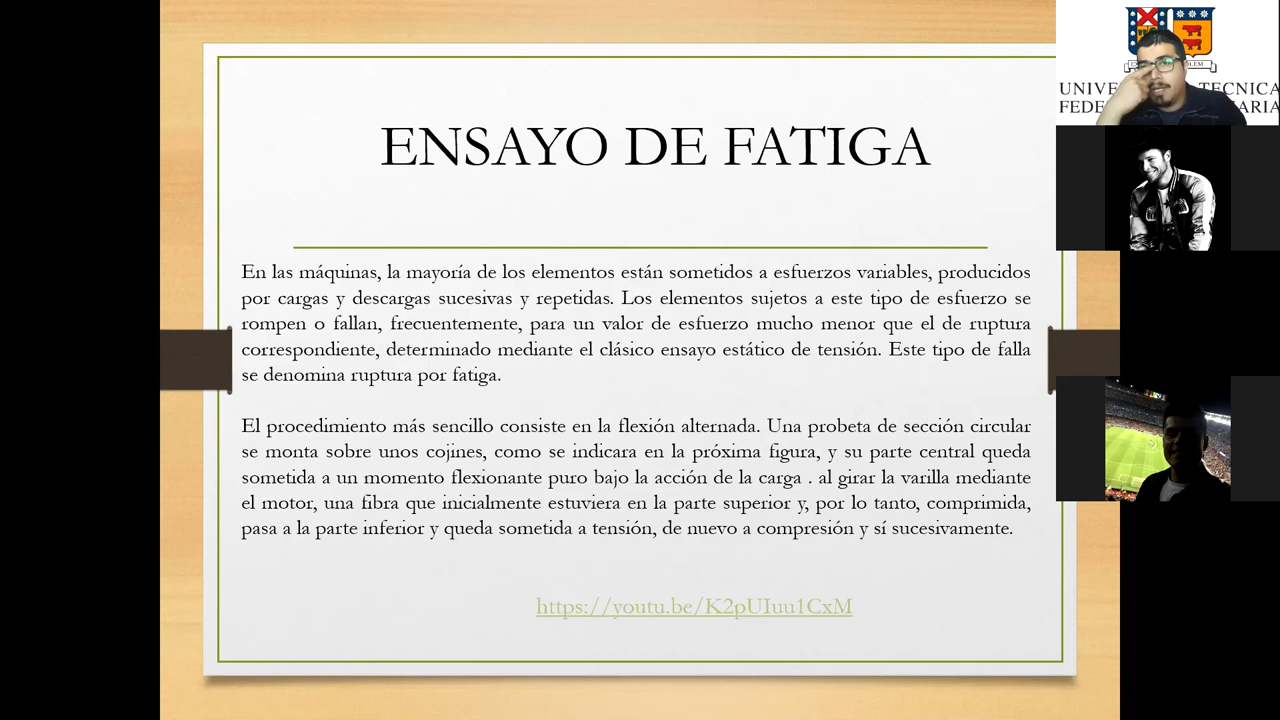 ENSAYO DE FATIGA
En las máquinas, la mayoría de los elementos están sometidos a esfuerzos variables, producidos
por cargas y descargas sucesivas y repetidas. Los elementos sujetos a este tipo de esfuerzo se
rompen o fallan, frecuentemente, para un valor de esfuerzo mucho menor que el de ruptura
correspondiente, determinado mediante el clásico ensayo estático de tensión. Este tipo de falla
se denomina ruptura por fatiga.
El procedimiento más sencillo consiste en la flexión alternada. Una probeta de sección circular
se monta sobre unos cojines, como se indicara en la próxima figura, y su parte central queda
sometida a un momento flexionante puro bajo la acción de la carga . al girar la varilla mediante
el motor, una fibra que inicialmente estuviera en la parte superior y, por lo tanto, comprimida,
pasa a la parte inferior y queda sometida a tensión, de nuevo a compresión y sí sucesivamente.
https://youtu.be/K2pUIuu1CxM
UNIVE TECNICA
FEDE ARIA